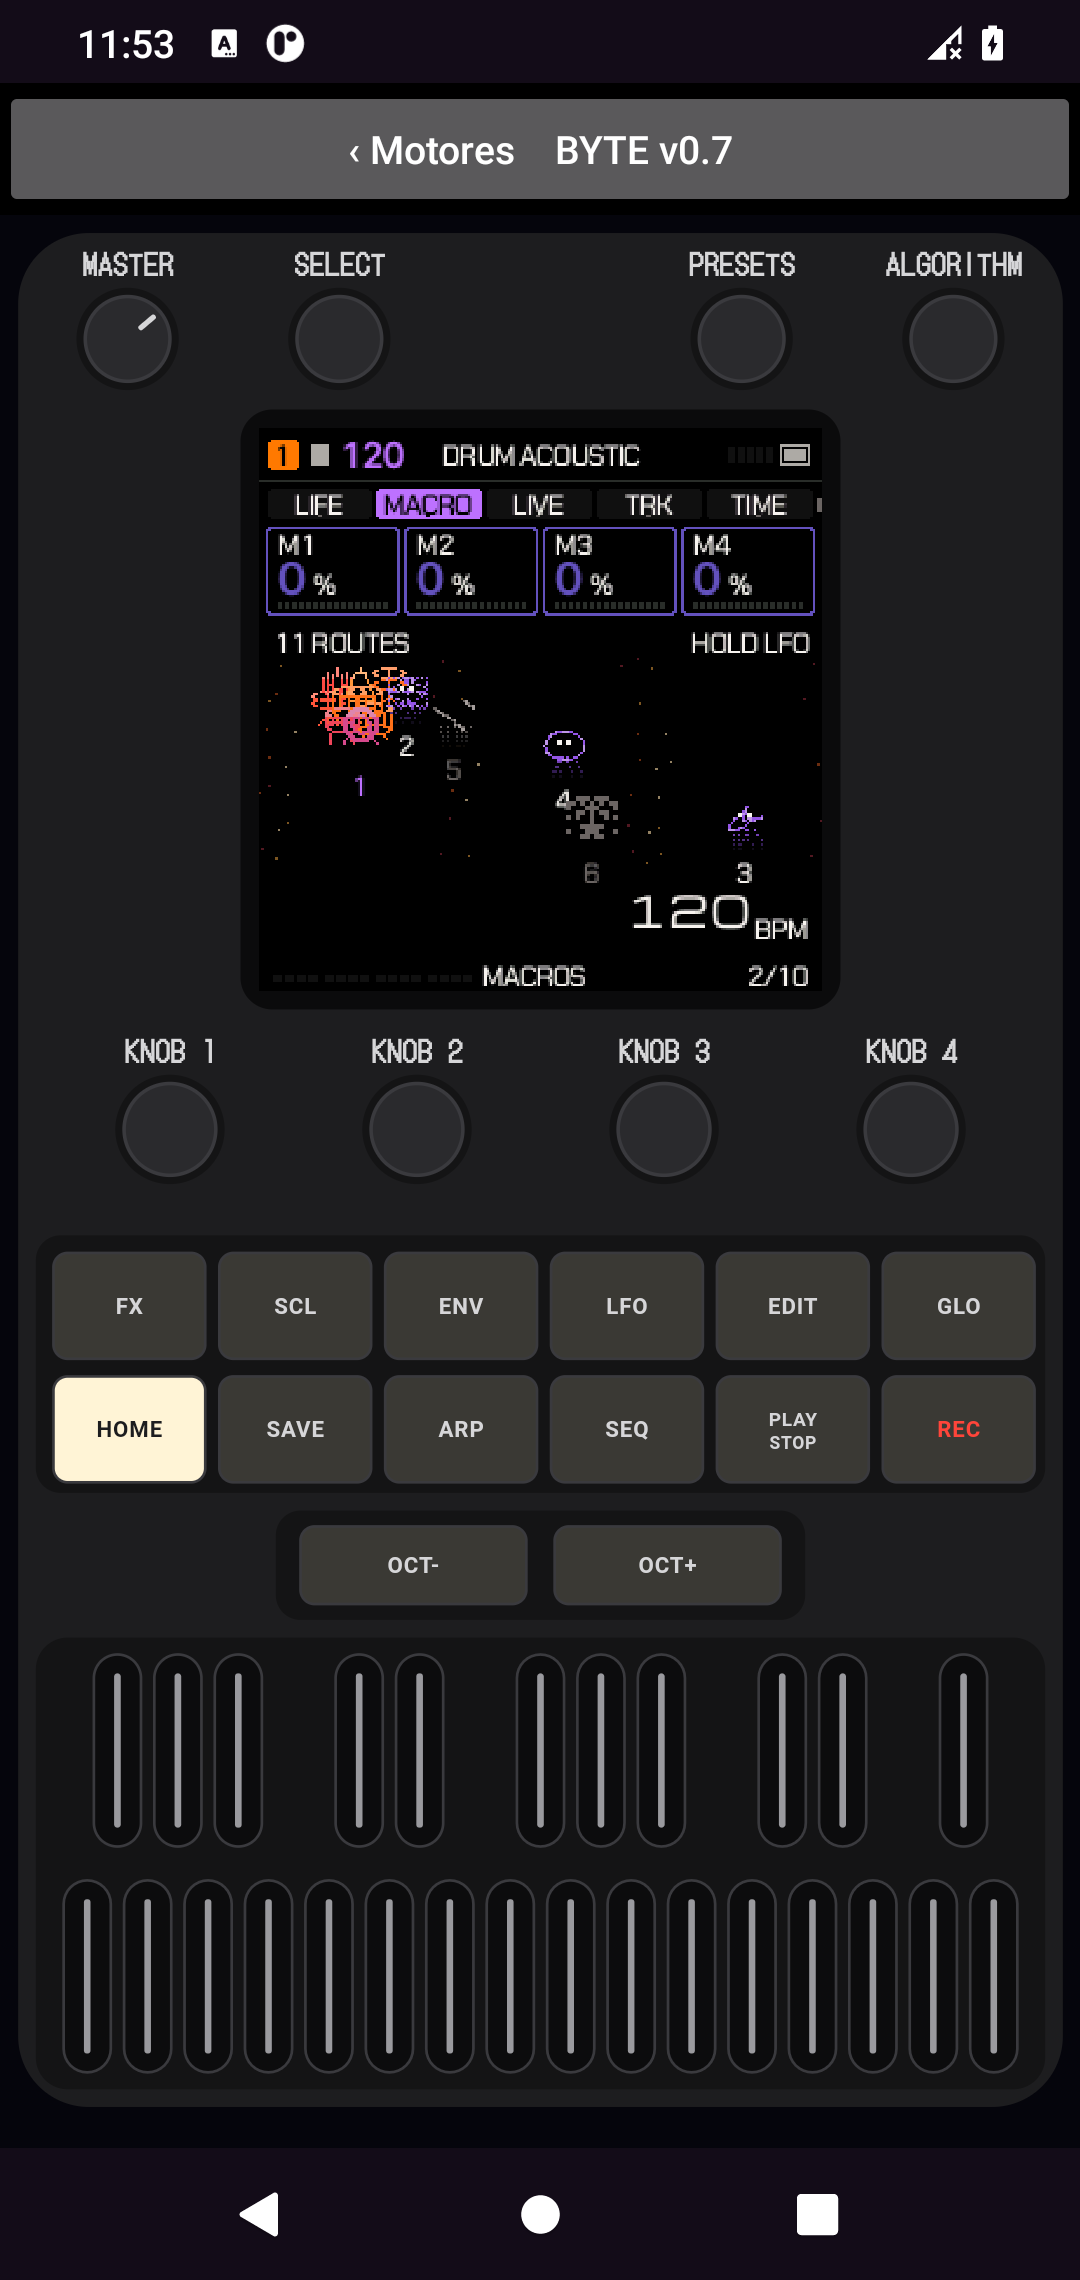 11:53
‹ Motores BYTE v0.7
MASTER SELECT PRESETS ALGORITHM
1 120 DRUM ACOUSTIC
LIFE MACRO LIVE TRK TIME
M1 M2 M3 M4
0 % 0 % 0 % 0 %
11 ROUTES HOLD LFO
2
5
1
4
6 3
120 BPM
MACROS 2/10
KNOB 1 KNOB 2 KNOB 3 KNOB 4
FX SCL ENV LFO EDIT GLO
HOME SAVE ARP SEQ PLAY STOP REC
OCT- OCT+